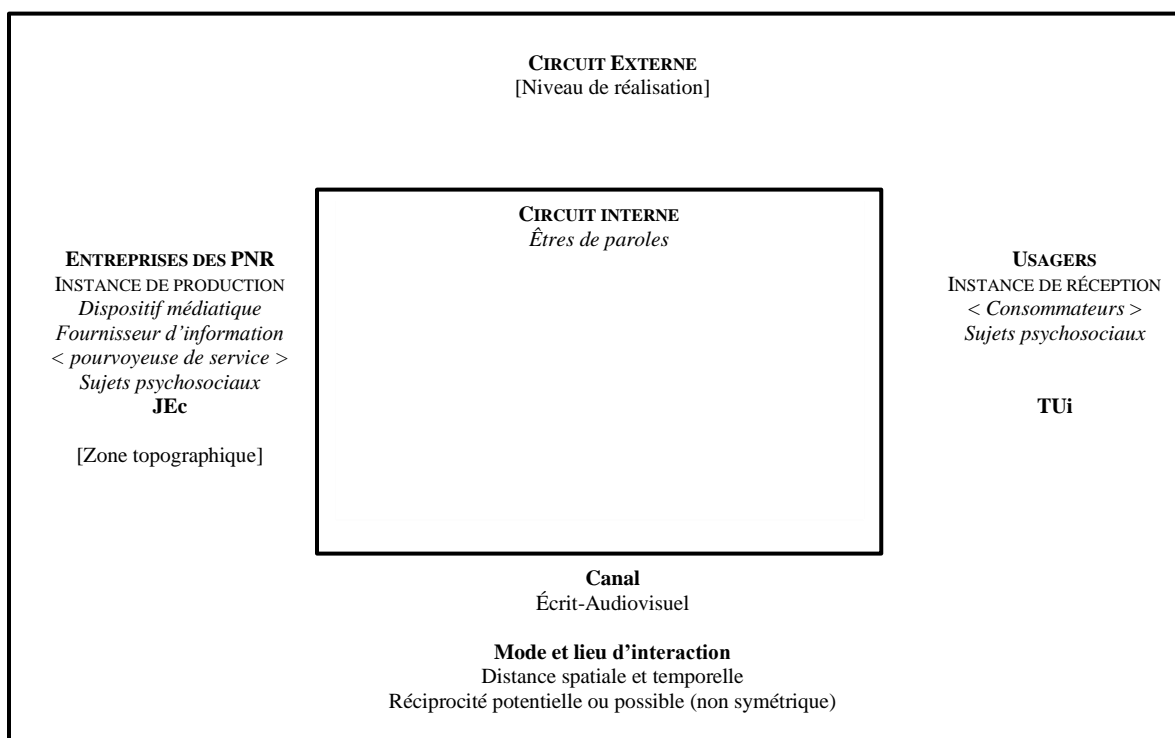 CIRCUIT EXTERNE
[Niveau de réalisation]
CIRCUIT INTERNE
Êtres de paroles
ENTREPRISES DES PNR
INSTANCE DE PRODUCTION
Dispositif médiatique
Fournisseur d’information
< pourvoyeuse de service >
Sujets psychosociaux
JEc
[Zone topographique]
USAGERS
INSTANCE DE RÉCEPTION
< Consommateurs >
Sujets psychosociaux
TUi
Canal
Écrit-Audiovisuel
Mode et lieu d’interaction
Distance spatiale et temporelle
Réciprocité potentielle ou possible (non symétrique)